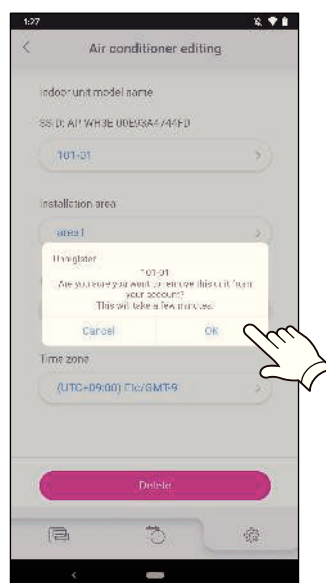 1:27
Air conditioner editing
Indoor unit model name
101-01
Installation area
area1
Unregister
101-01
Are you sure you want to remove this unit from
your account?
This will take a few minutes.
Cancel
OK
Time zone
(UTC+09:00) Etc/GMT-9
Delete